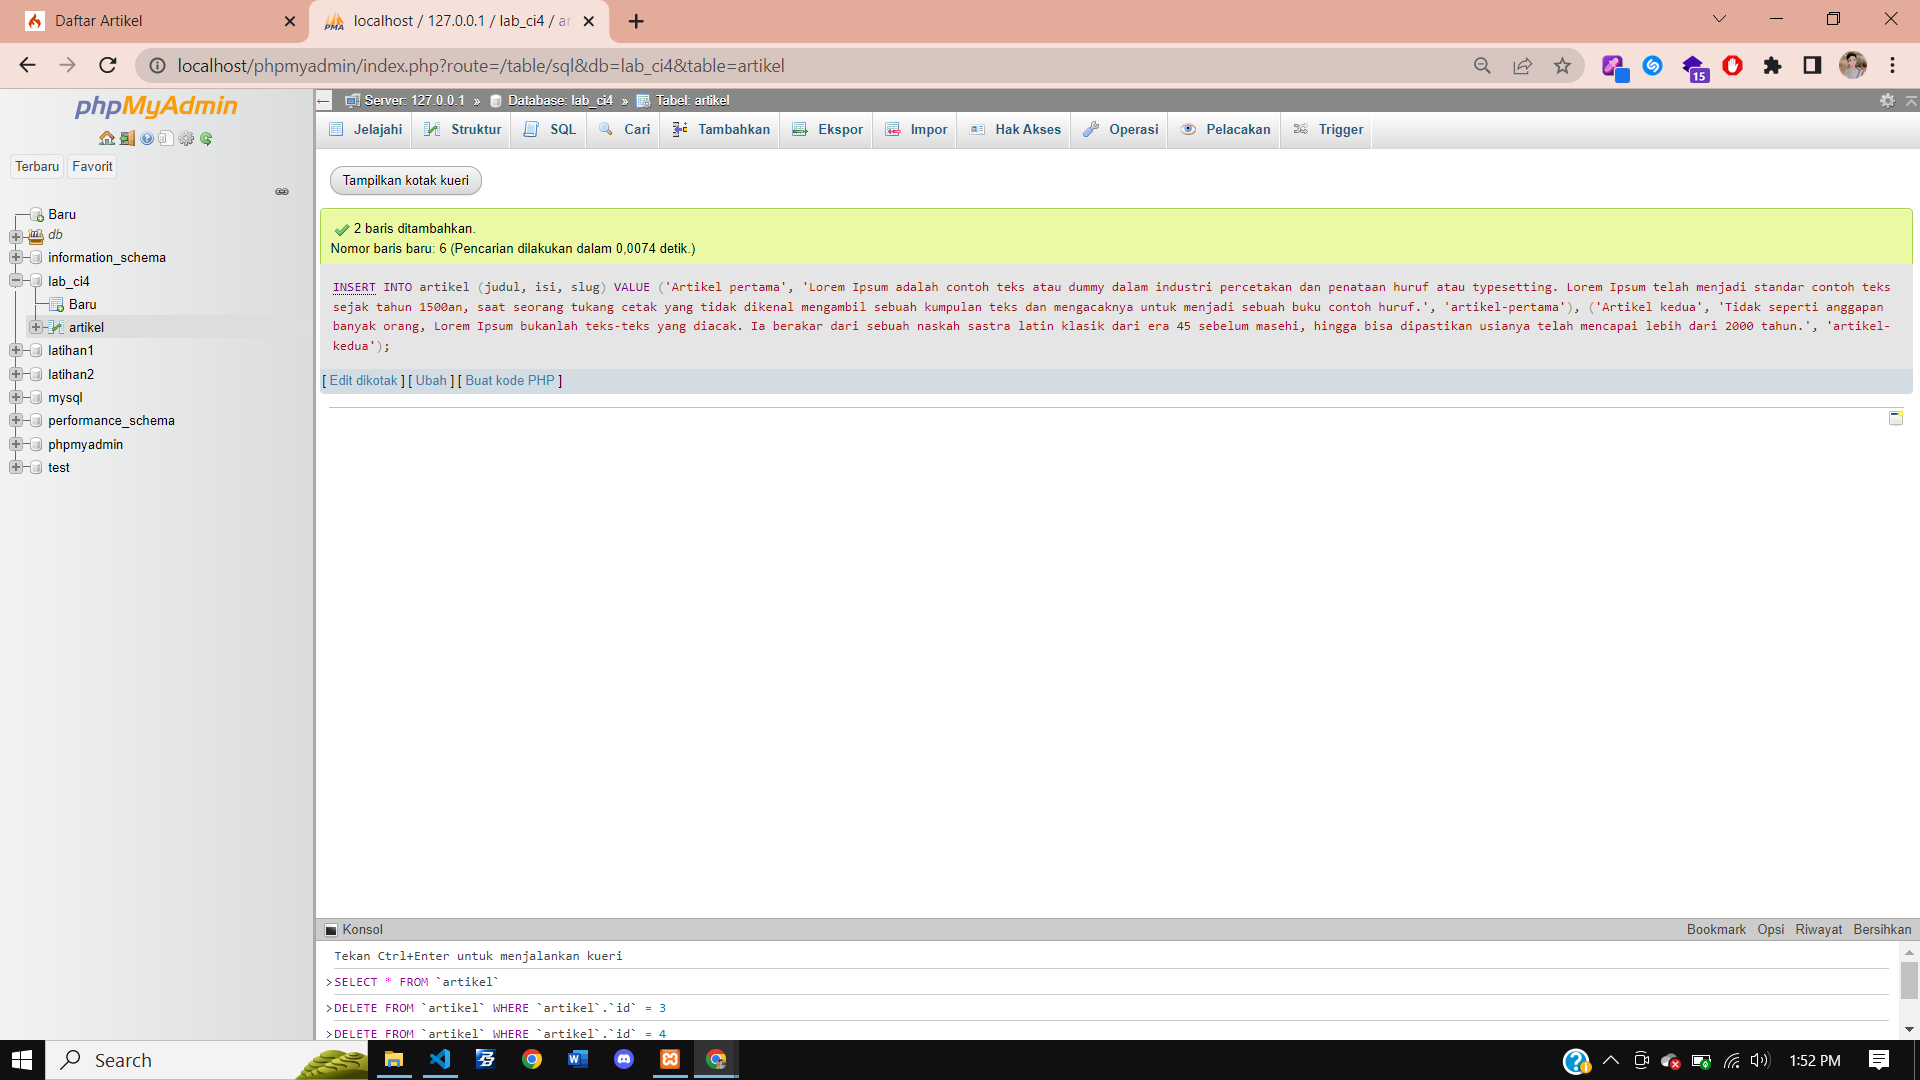 Daftar Artikel
localhost / 127.0.0.1 / lab_ci4 / ar
localhost/phpmyadmin/index.php?route=/table/sql&db=lab_ci4&table=artikel
15
phpMyAdmin
Terbaru
Favorit
Baru
db
information_schema
lab_ci4
Baru
artikel
latihan1
latihan2
mysql
performance_schema
phpmyadmin
test
Server: 127.0.0.1 » Database: lab_ci4 » Tabel: artikel
Jelajahi
Struktur
SQL
Cari
Tambahkan
Ekspor
Impor
Hak Akses
Operasi
Pelacakan
Trigger
Tampilkan kotak kueri
2 baris ditambahkan.
Nomor baris baru: 6 (Pencarian dilakukan dalam 0,0074 detik.)
INSERT INTO artikel (judul, isi, slug) VALUE ('Artikel pertama', 'Lorem Ipsum adalah contoh teks atau dummy dalam industri percetakan dan penataan huruf atau typesetting. Lorem Ipsum telah menjadi standar contoh teks
sejak tahun 1500an, saat seorang tukang cetak yang tidak dikenal mengambil sebuah kumpulan teks dan mengacaknya untuk menjadi sebuah buku contoh huruf.', 'artikel-pertama'), ('Artikel kedua', 'Tidak seperti anggapan
banyak orang, Lorem Ipsum bukanlah teks-teks yang diacak. Ia berakar dari sebuah naskah sastra latin klasik dari era 45 sebelum masehi, hingga bisa dipastikan usianya telah mencapai lebih dari 2000 tahun.', 'artikel-
kedua');
[ Edit dikotak ] [ Ubah ] [ Buat kode PHP ]
Konsol
Bookmark
Opsi
Riwayat
Bersihkan
Tekan Ctrl+Enter untuk menjalankan kueri
>SELECT * FROM `artikel`
>DELETE FROM `artikel` WHERE `artikel`.`id` = 3
>DELETE FROM `artikel` WHERE `artikel`.`id` = 4
Search
1:52 PM